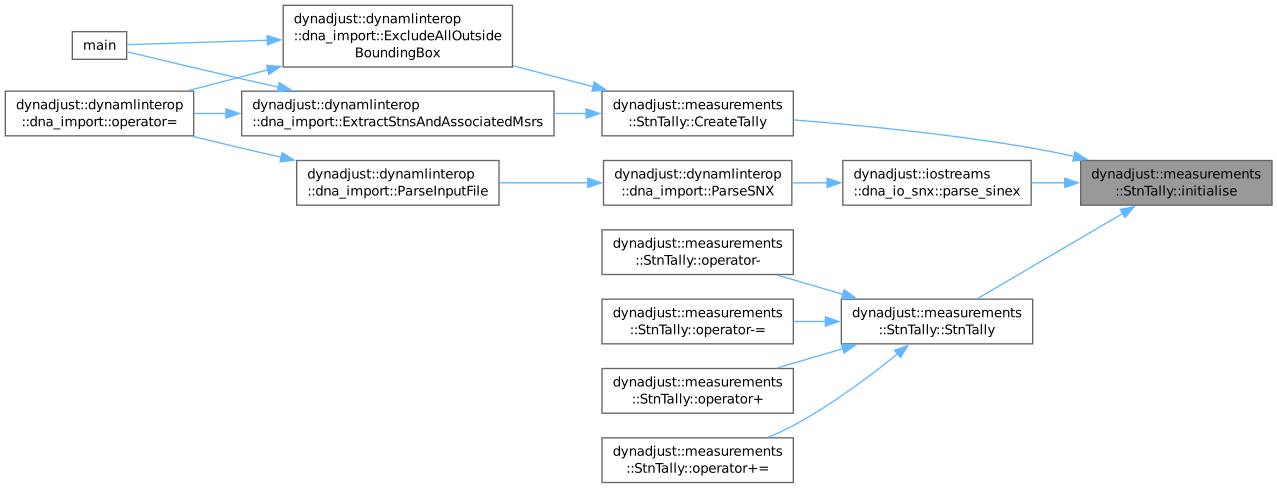 main
dynadjust::dynamlinterop
::dna_import::ExcludeAllOutside
BoundingBox
dynadjust::dynamlinterop
::dna_import::operator=
dynadjust::dynamlinterop
::dna_import::ExtractStnsAndAssociatedMsrs
dynadjust::measurements
::StnTally::CreateTally
dynadjust::dynamlinterop
::dna_import::ParseInputFile
dynadjust::dynamlinterop
::dna_import::ParseSNX
dynadjust::iostreams
::dna_io_snx::parse_sinex
dynadjust::measurements
::StnTally::initialise
dynadjust::measurements
::StnTally::operator-
dynadjust::measurements
::StnTally::operator-=
dynadjust::measurements
::StnTally::StnTally
dynadjust::measurements
::StnTally::operator+
dynadjust::measurements
::StnTally::operator+=